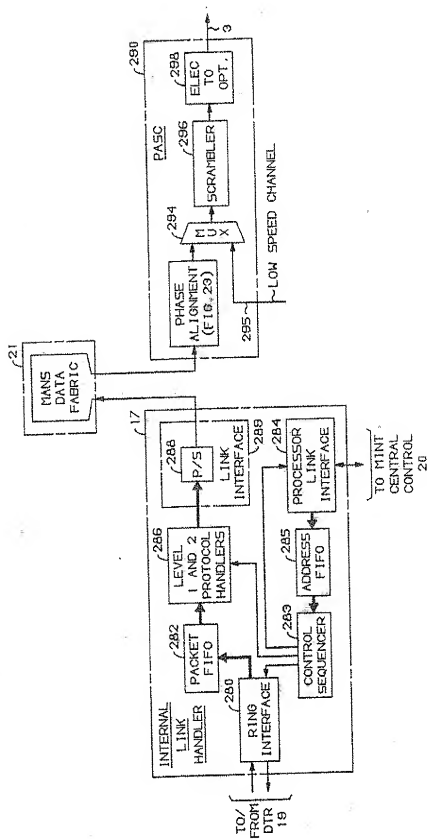 21
MANS DATA
FABRIC
290
PASC
PHASE
ALIGNMENT
(FIG.23)
294
MUX
296
SCRAMBLER
298
ELEC
TO
OPT.
3
295
LOW SPEED CHANNEL
17
INTERNAL
LINK
HANDLER
282
PACKET
FIFO
286
LEVEL
1 AND 2
PROTOCOL
HANDLERS
288
P/S
LINK
INTERFACE
289
280
RING
INTERFACE
283
CONTROL
SEQUENCER
285
ADDRESS
FIFO
284
PROCESSOR
LINK
INTERFACE
TO/
FROM
DTR
19
TO MINT
CENTRAL
CONTROL
20